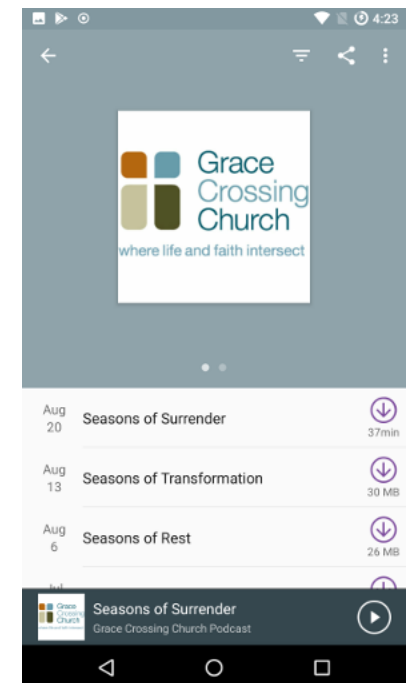 4:23
Grace
Crossing
Church
where life and faith intersect
Aug
20
Seasons of Surrender
37min
Aug
13
Seasons of Transformation
30 MB
Aug
6
Seasons of Rest
26 MB
Jul
Grace
Crossing
Church
Seasons of Surrender
Grace Crossing Church Podcast